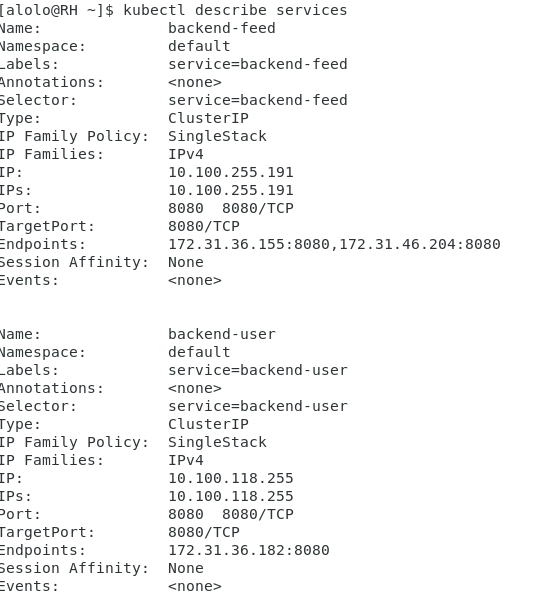 [alolo@RH ~]$ kubectl describe services
Name:              backend-feed
Namespace:         default
Labels:            service=backend-feed
Annotations:       <none>
Selector:          service=backend-feed
Type:              ClusterIP
IP Family Policy:  SingleStack
IP Families:       IPv4
IP:                10.100.255.191
IPs:               10.100.255.191
Port:              8080  8080/TCP
TargetPort:        8080/TCP
Endpoints:         172.31.36.155:8080,172.31.46.204:8080
Session Affinity:  None
Events:            <none>
Name:              backend-user
Namespace:         default
Labels:            service=backend-user
Annotations:       <none>
Selector:          service=backend-user
Type:              ClusterIP
IP Family Policy:  SingleStack
IP Families:       IPv4
IP:                10.100.118.255
IPs:               10.100.118.255
Port:              8080  8080/TCP
TargetPort:        8080/TCP
Endpoints:         172.31.36.182:8080
Session Affinity:  None
Events:            <none>